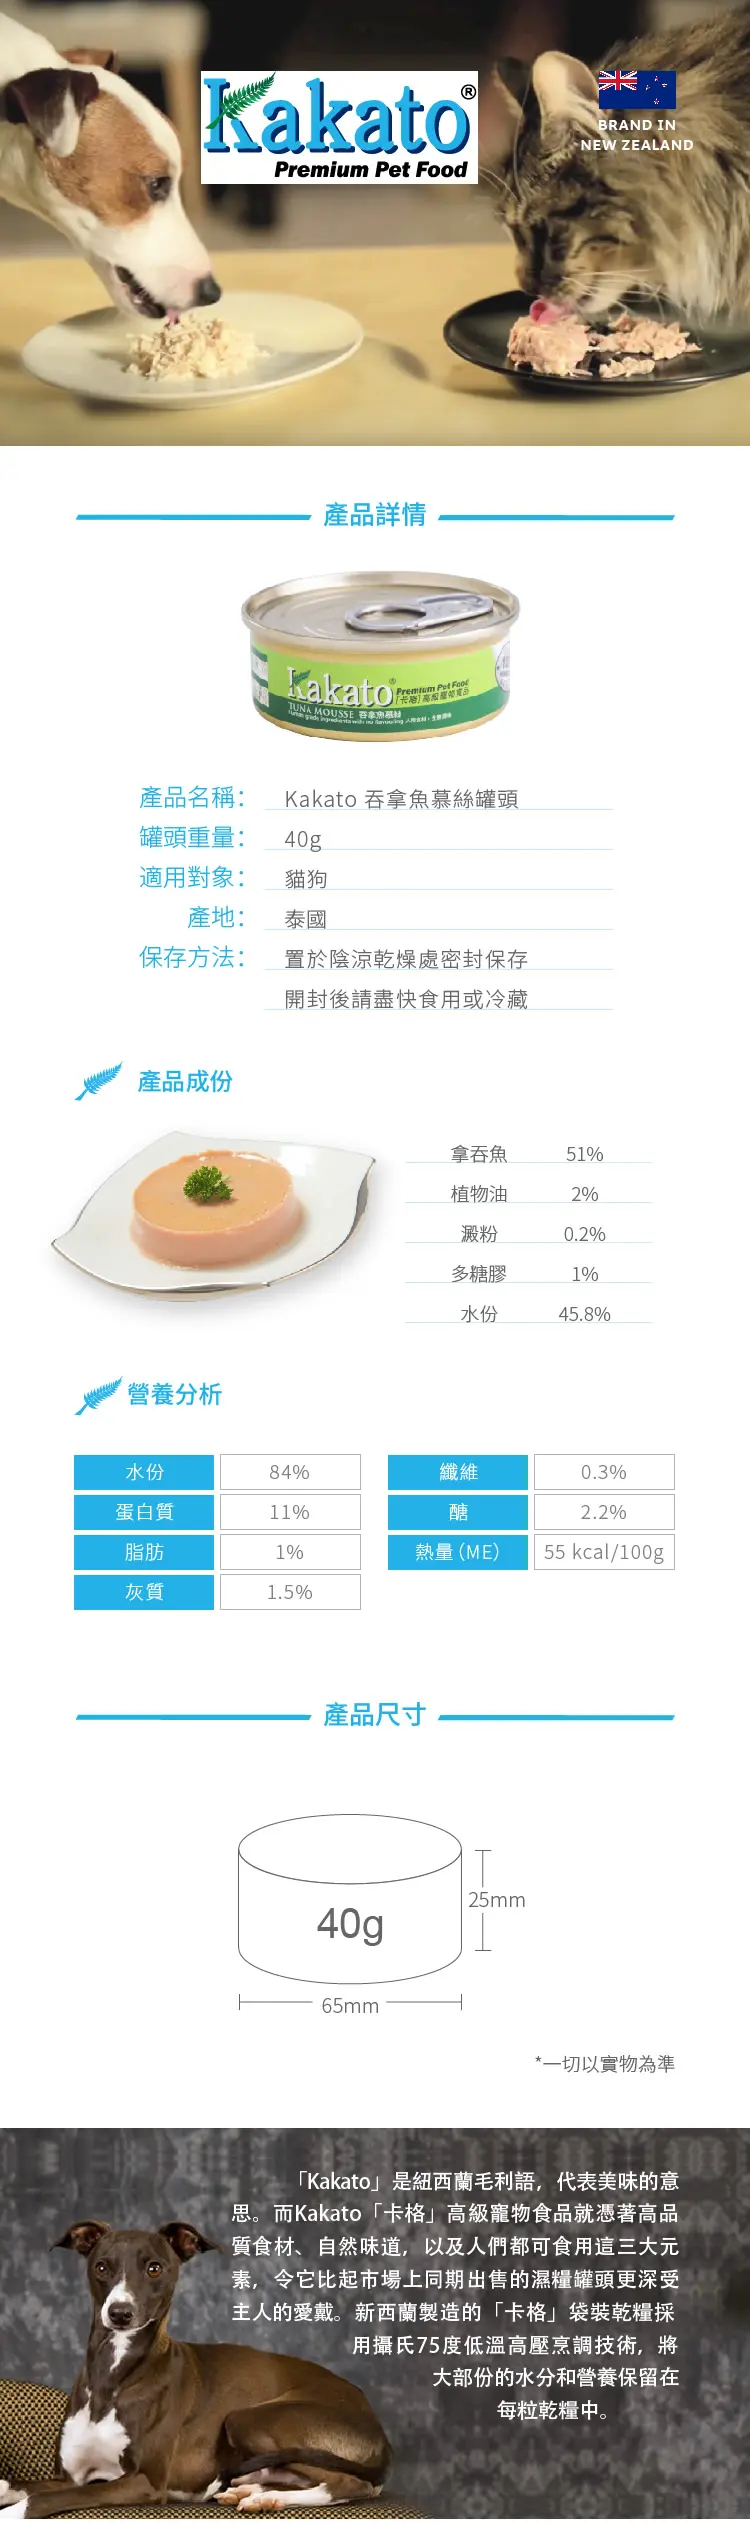 Kakato®
Premium Pet Food
BRAND IN
NEW ZEALAND
產品詳情
Kakato® Premium Pet Food
「卡格」高級寵物食品
TUNA MOUSSE 吞拿魚慕絲
Human grade ingredients with no flavouring
產品名稱： Kakato 吞拿魚慕絲罐頭
罐頭重量： 40g
適用對象： 貓狗
產地： 泰國
保存方法： 置於陰涼乾燥處密封保存
開封後請盡快食用或冷藏
產品成份
拿吞魚 51%
植物油 2%
澱粉 0.2%
多糖膠 1%
水份 45.8%
營養分析
水份 84% 纖維 0.3%
蛋白質 11% 醣 2.2%
脂肪 1% 熱量（ME） 55 kcal/100g
灰質 1.5%
產品尺寸
40g
25mm
65mm
*一切以實物為準
「Kakato」是紐西蘭毛利語，代表美味的意
思。而Kakato「卡格」高級寵物食品就憑著高品
質食材、自然味道，以及人們都可食用這三大元
素，令它比起市場上同期出售的濕糧罐頭更深受
主人的愛戴。新西蘭製造的「卡格」袋裝乾糧採
用攝氏75度低溫高壓烹調技術，將
大部份的水分和營養保留在
每粒乾糧中。